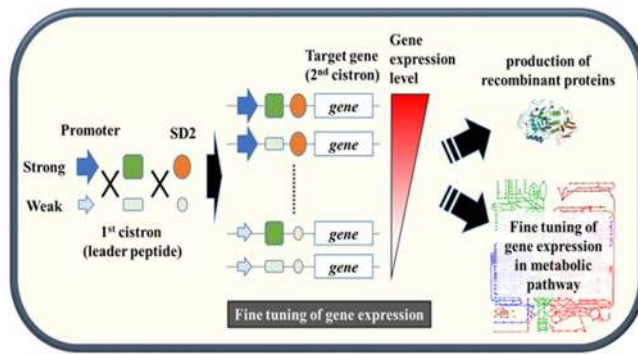 Promoter
SD2
Strong
Weak
1st cistron
(leader peptide)
Target gene
(2nd cistron)
gene
gene
gene
gene
Gene
expression
level
Fine tuning of gene expression
production of
recombinant proteins
Fine tuning of
gene expression
in metabolic
pathway